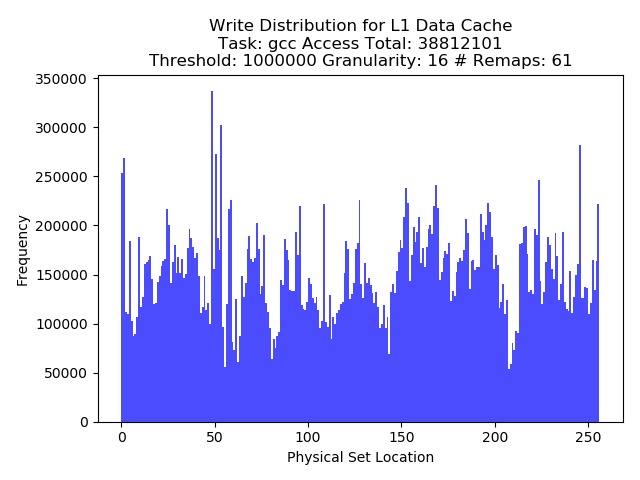 Write Distribution for L1 Data Cache
Task: gcc Access Total: 38812101
Threshold: 1000000 Granularity: 16 # Remaps: 61
350000
300000
250000
200000
150000
100000
50000
0
Frequency
0 50 100 150 200 250
Physical Set Location